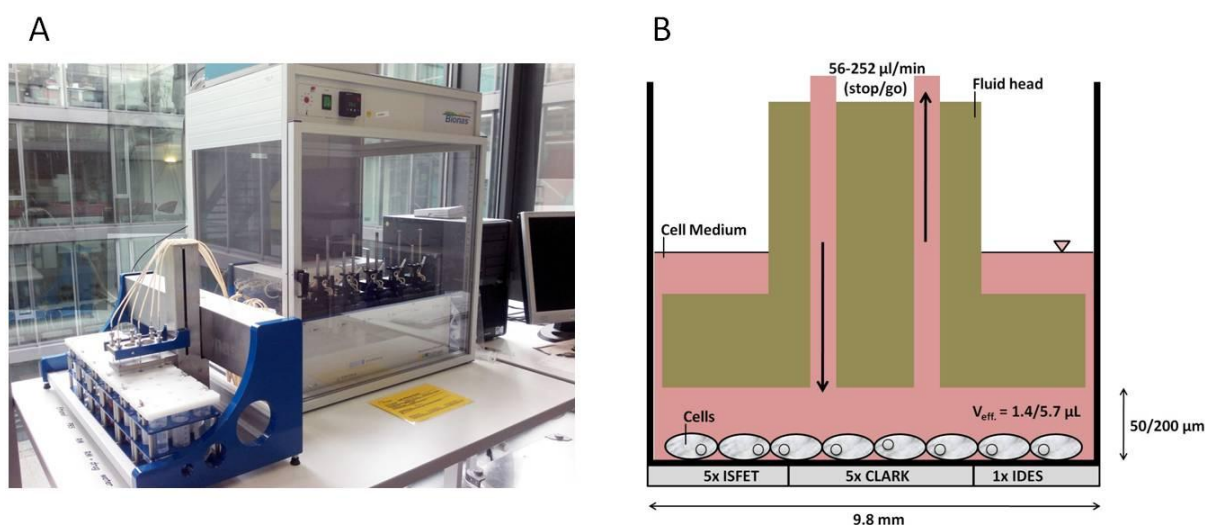 A
Bionas
B
56-252 µl/min
(stop/go)
Fluid head
Cell Medium
Cells
V eff. = 1.4/5.7 µL
50/200 µm
5x ISFET
5x CLARK
1x IDES
9.8 mm